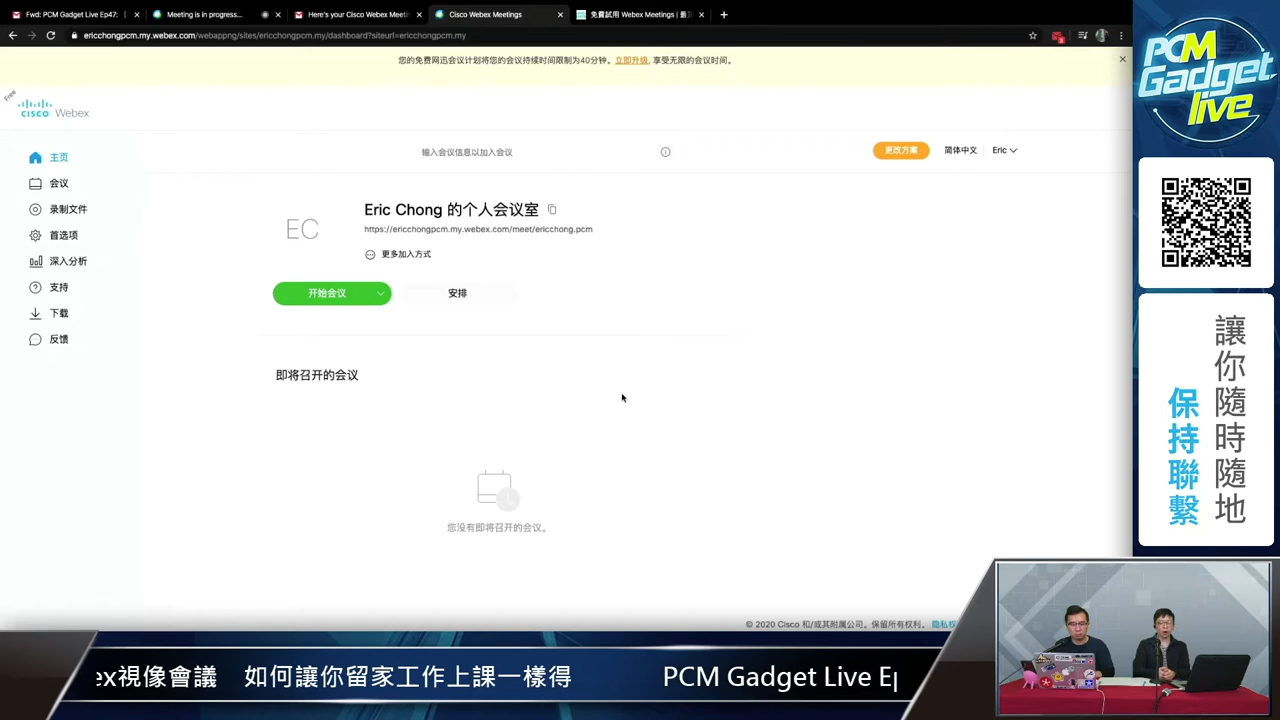 Fwd: PCM Gadget Live Ep47:
Meeting is in progress...
Here's your Cisco Webex Meeti
Cisco Webex Meetings
免費試用 Webex Meetings | 最
ericchongpcm.my.webex.com/webappng/sites/ericchongpcm.my/dashboard?siteurl=ericchongpcm.my
您的免费网迅会议计划将您的会议持续时间限制为40分钟。立即升级, 享受无限的会议时间。
Free
cisco Webex
输入会议信息以加入会议
更改方案
简体中文
Eric
主页
会议
录制文件
首选项
深入分析
支持
下载
反馈
EC
Eric Chong 的个人会议室
https://ericchongpcm.my.webex.com/meet/ericchong.pcm
更多加入方式
开始会议
安排
即将召开的会议
您没有即将召开的会议。
© 2020 Cisco 和/或其附属公司。保留所有权利。 隐私权
PCM
Gadget
live
讓你隨時隨地
保持聯繫
ex視像會議 如何讓你留家工作上課一樣得
PCM Gadget Live Ep